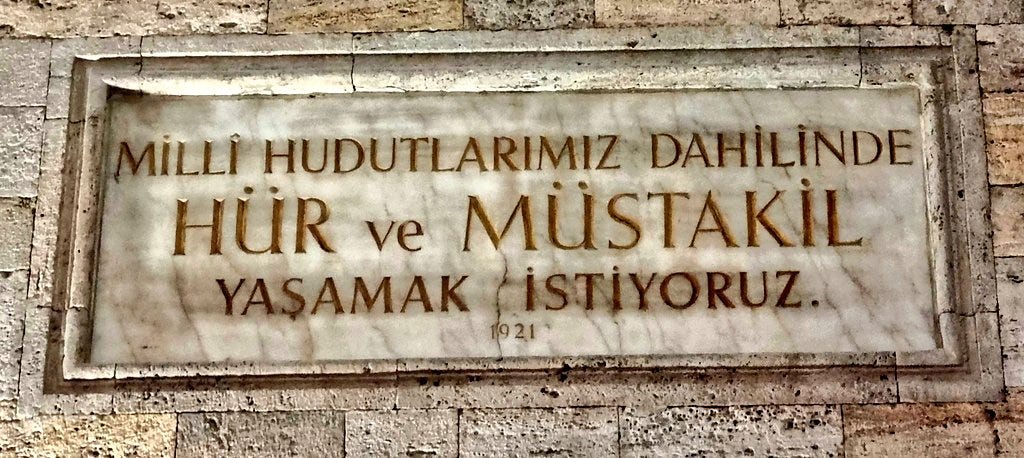 MİLLÎ HUDUTLARIMIZ DAHİLİNDE
HÜR ve MÜSTAKİL
YAŞAMAK İSTİYORUZ.
1921